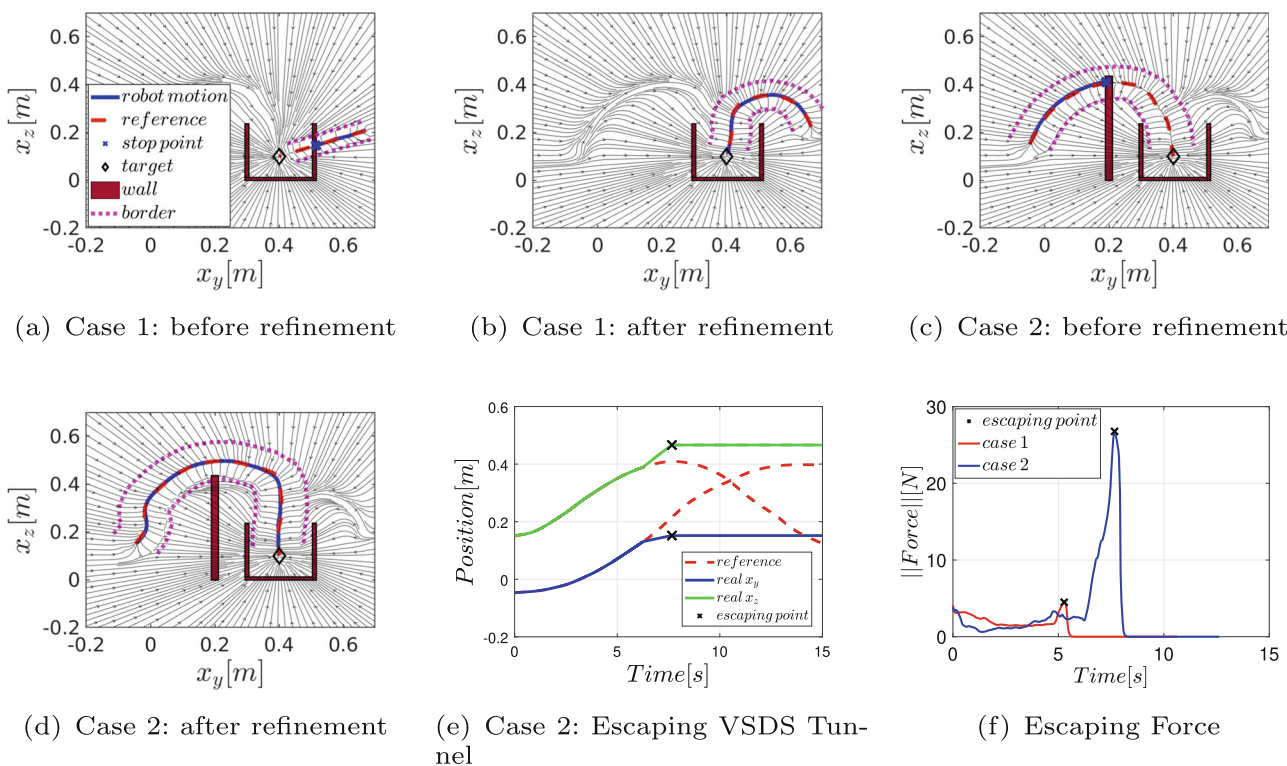 0.6
0.4
0.2
0
-0.2
x_z[m]
robot motion
reference
stop point
target
wall
border
-0.2 0 0.2 0.4 0.6
x_y[m]
(a) Case 1: before refinement
0.6
0.4
0.2
0
-0.2
x_z[m]
-0.2 0 0.2 0.4 0.6
x_y[m]
(b) Case 1: after refinement
0.6
0.4
0.2
0
-0.2
x_z[m]
-0.2 0 0.2 0.4 0.6
x_y[m]
(c) Case 2: before refinement
0.6
0.4
0.2
0
-0.2
x_z[m]
-0.2 0 0.2 0.4 0.6
x_y[m]
(d) Case 2: after refinement
0.6
0.4
0.2
0
-0.2
Position[m]
reference
real x_y
real x_z
escaping point
0 5 10 15
Time[s]
(e) Case 2: Escaping VSDS Tun-
nel
30
20
10
0
||Force||[N]
escaping point
case 1
case 2
0 5 10 15
Time[s]
(f) Escaping Force